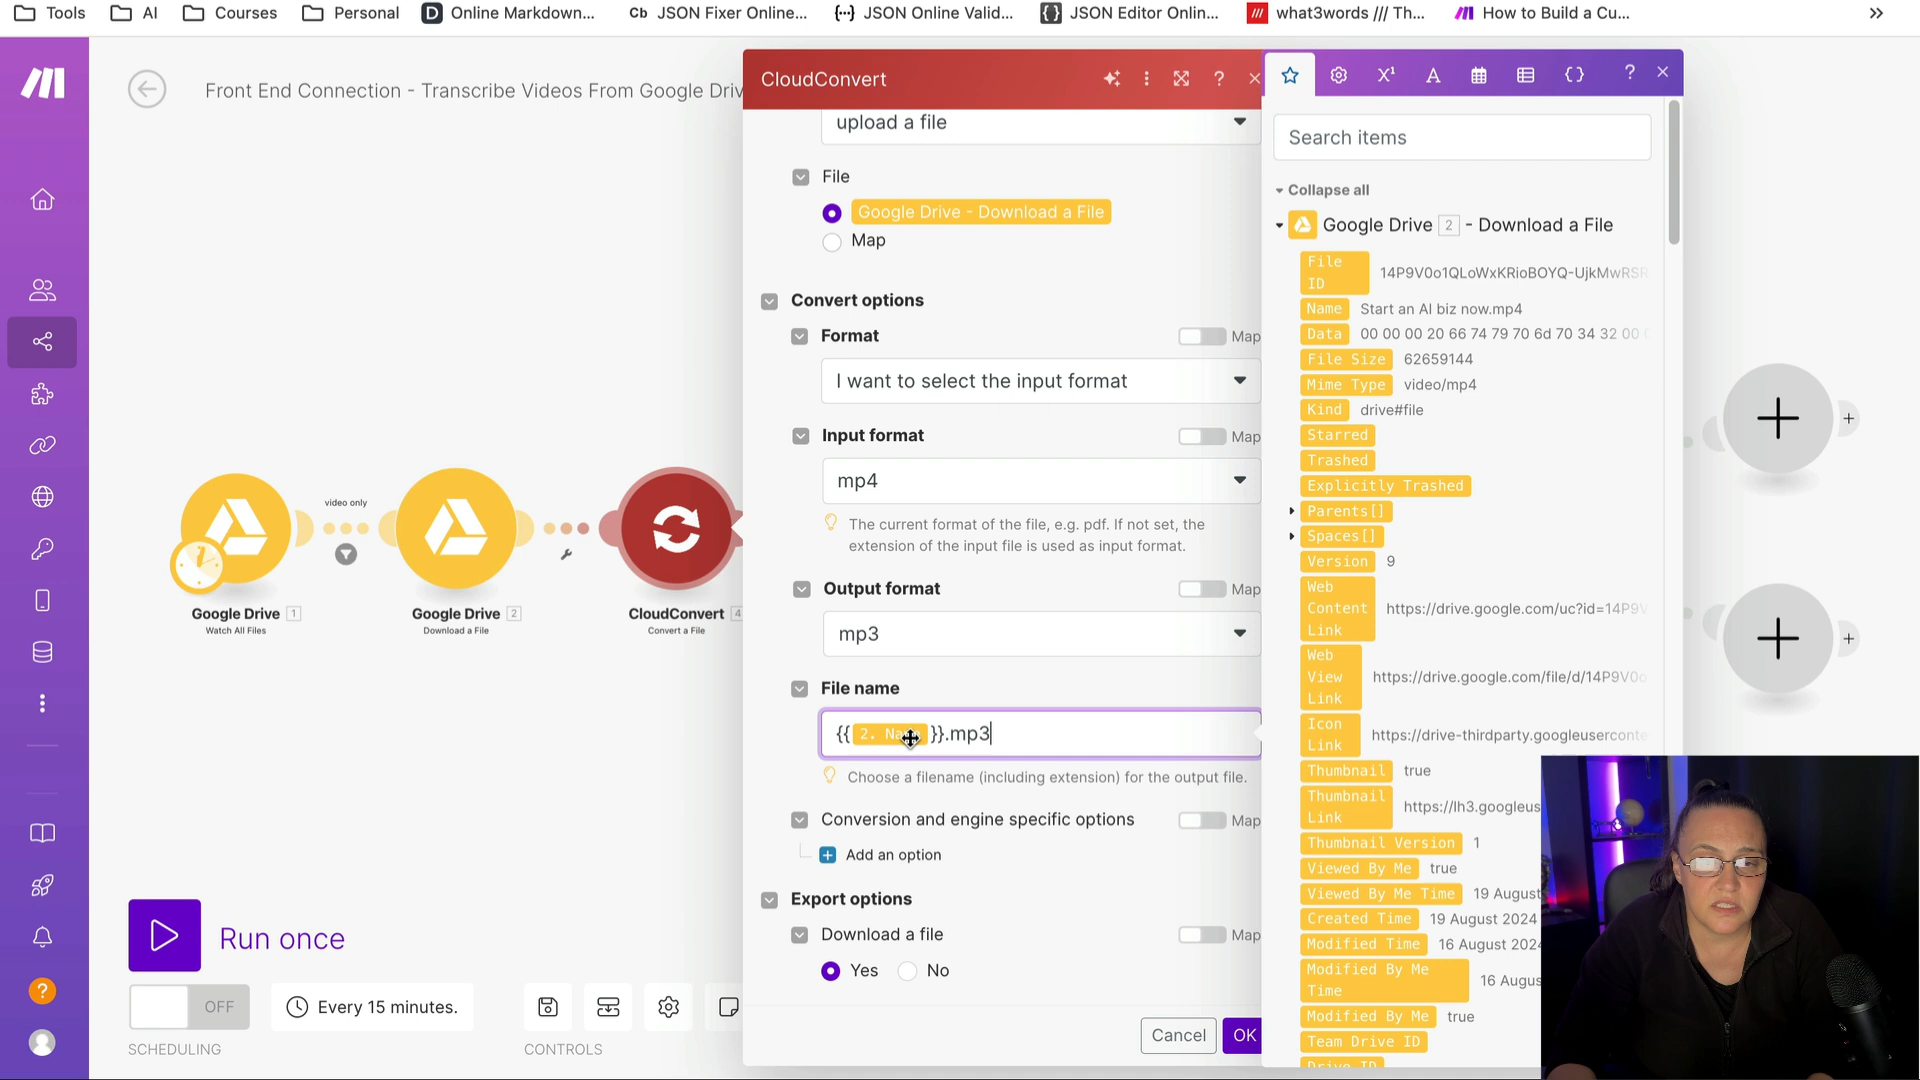 Tools
AI
Courses
Personal
D Online Markdown...
Cb JSON Fixer Online...
JSON Online Valid...
JSON Editor Onlin...
/// what3words /// Th...
How to Build a Cu...
Front End Connection - Transcribe Videos From Google Driv
CloudConvert
upload a file
File
Google Drive - Download a File
Map
Convert options
Format
Map
I want to select the input format
Input format
Map
mp4
The current format of the file, e.g. pdf. If not set, the
extension of the input file is used as input format.
Output format
Map
mp3
File name
{{ 2. Na }}.mp3
Choose a filename (including extension) for the output file.
Conversion and engine specific options
Map
Add an option
Export options
Download a file
Map
Yes
No
Cancel
OK
Search items
Collapse all
Google Drive 2 - Download a File
File ID 14P9V0o1QLoWxKRioBOYQ-UjkMwRSR
Name Start an AI biz now.mp4
Data 00 00 00 20 66 74 79 70 6d 70 34 32 00
File Size 62659144
Mime Type video/mp4
Kind drive#file
Starred
Trashed
Explicitly Trashed
Parents[]
Spaces[]
Version 9
Web Content Link https://drive.google.com/uc?id=14P9V
Web View Link https://drive.google.com/file/d/14P9V0o
Icon Link https://drive-thirdparty.googleuserconte
Thumbnail true
Thumbnail Link https://lh3.googleus
Thumbnail Version 1
Viewed By Me true
Viewed By Me Time 19 August
Created Time 19 August 2024
Modified Time 16 August 2024
Modified By Me Time 16 Augus
Modified By Me true
Team Drive ID
Drive ID
video only
Google Drive 1
Watch All Files
Google Drive 2
Download a File
CloudConvert 4
Convert a File
Run once
OFF
Every 15 minutes.
SCHEDULING
CONTROLS